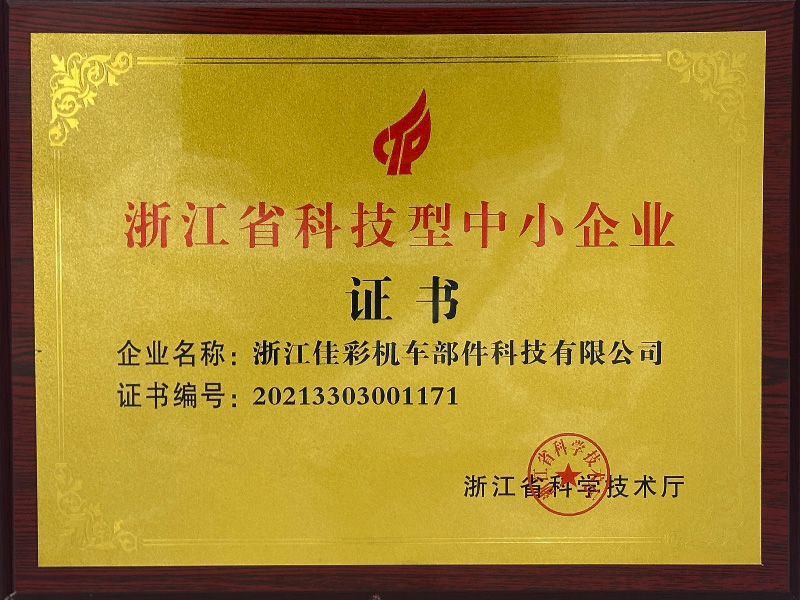 浙江省科技型中小企业
证书
企业名称：浙江佳彩机车部件科技有限公司
证书编号：20213303001171
浙江省科学技术厅